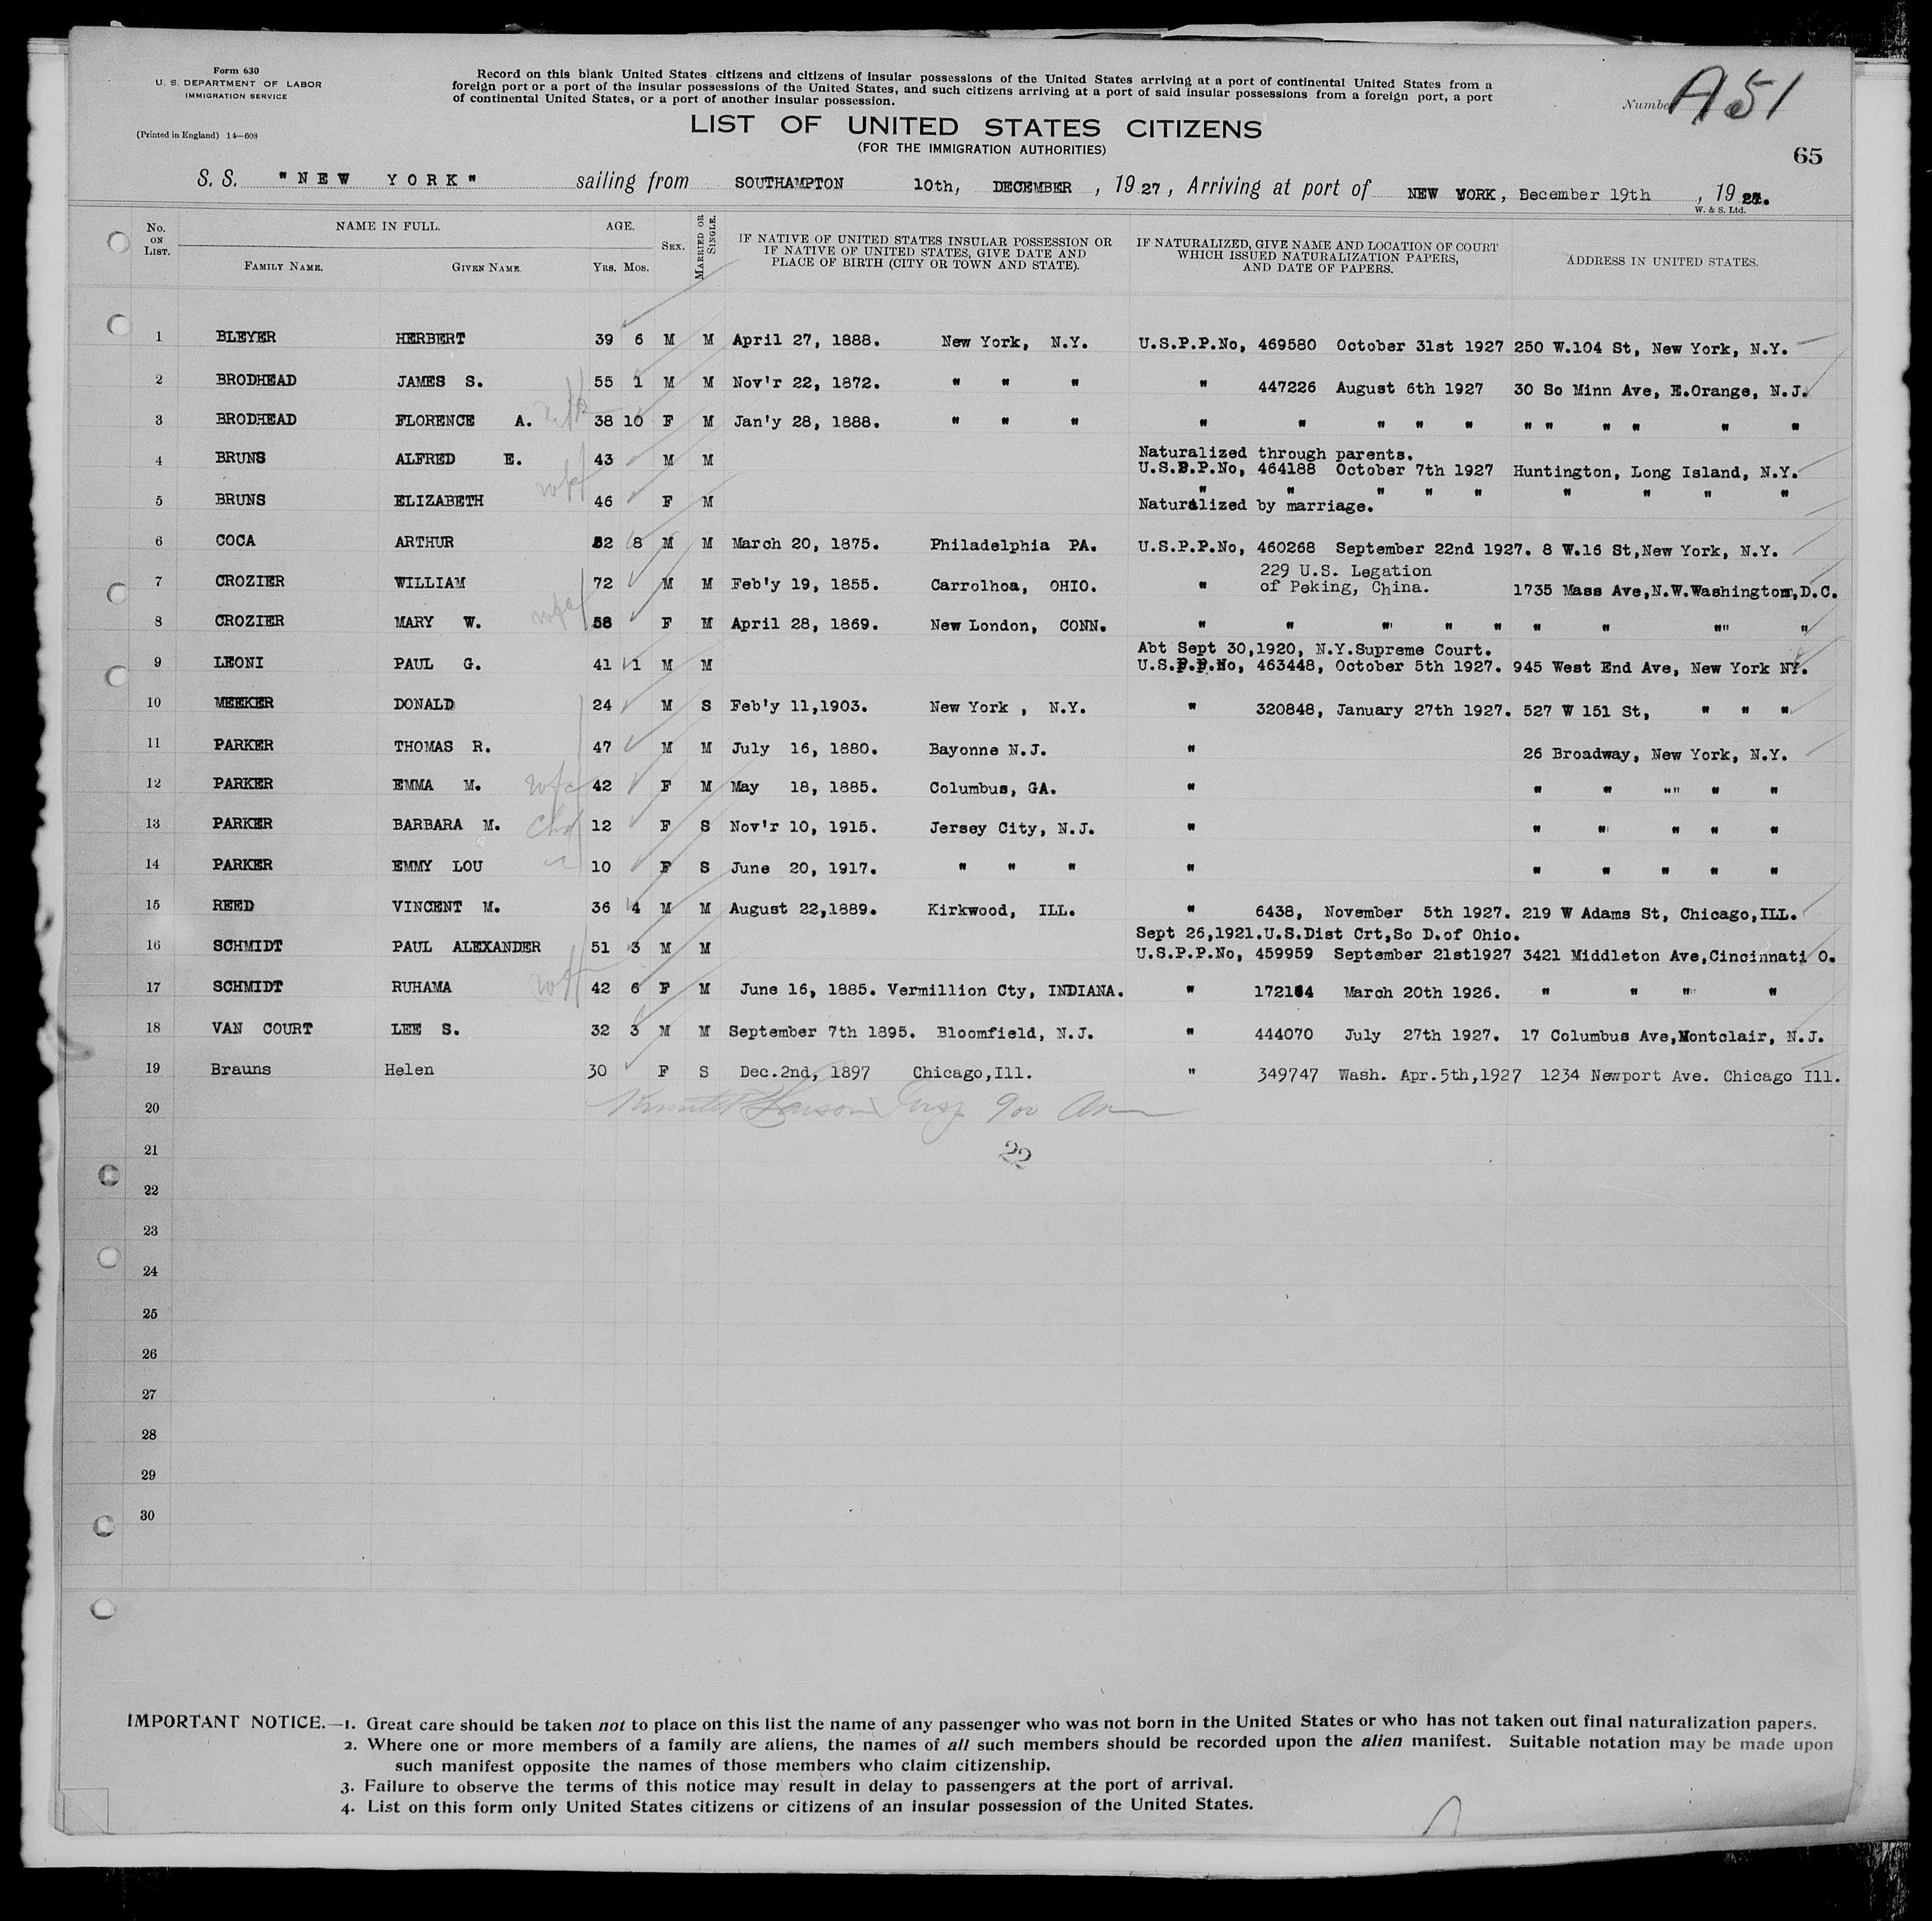 Form 630
U. S. DEPARTMENT OF LABOR
IMMIGRATION SERVICE
(Printed in England) 14—608
Record on this blank United States citizens and citizens of insular possessions of the United States arriving at a port of continental United States from a
foreign port or a port of the insular possessions of the United States, and such citizens arriving at a port of said insular possessions from a foreign port, a port
of continental United States, or a port of another insular possession.
Number A 51
LIST OF UNITED STATES CITIZENS
(FOR THE IMMIGRATION AUTHORITIES)
65
S. S. "NEW YORK" sailing from SOUTHAMPTON 10th, DECEMBER, 1927, Arriving at port of NEW YORK, December 19th, 1927.
W. & S. Ltd.
No. ON LIST. NAME IN FULL. FAMILY NAME. GIVEN NAME. AGE. YRS. MOS. SEX. MARRIED OR SINGLE. IF NATIVE OF UNITED STATES INSULAR POSSESSION OR IF NATIVE OF UNITED STATES, GIVE DATE AND PLACE OF BIRTH (CITY OR TOWN AND STATE). IF NATURALIZED, GIVE NAME AND LOCATION OF COURT WHICH ISSUED NATURALIZATION PAPERS, AND DATE OF PAPERS. ADDRESS IN UNITED STATES.
1 BLEYER HERBERT 39 6 M M April 27, 1888. New York, N.Y. U.S.P.P.No, 469580 October 31st 1927 250 W.104 St, New York, N.Y.
2 BRODHEAD JAMES S. 55 1 M M Nov'r 22, 1872. " " " " 447226 August 6th 1927 30 So Minn Ave, E.Orange, N.J.
3 BRODHEAD FLORENCE A. 38 10 F M Jan'y 28, 1888. " " " " " " " " " " " " " "
Naturalized through parents.
4 BRUNS ALFRED E. 43 M M U.S.P.P.No, 464188 October 7th 1927 Huntington, Long Island, N.Y.
" " " " " " " " "
5 BRUNS ELIZABETH 46 F M Naturalized by marriage.
6 COCA ARTHUR 52 8 M M March 20, 1875. Philadelphia PA. U.S.P.P.No, 460268 September 22nd 1927. 8 W.16 St,New York, N.Y.
229 U.S. Legation
7 CROZIER WILLIAM 72 M M Feb'y 19, 1855. Carrolhoa, OHIO. " of Peking, China. 1735 Mass Ave,N.W.Washington,D.C.
8 CROZIER MARY W. 58 F M April 28, 1869. New London, CONN. " " " " " " " "" "
Abt Sept 30,1920, N.Y.Supreme Court.
9 LEONI PAUL G. 41 1 M M U.S.P.P.No, 463448, October 5th 1927. 945 West End Ave, New York NY.
10 MEEKER DONALD 24 M S Feb'y 11,1903. New York , N.Y. " 320848, January 27th 1927. 527 W 151 St, " " "
11 PARKER THOMAS R. 47 M M July 16, 1880. Bayonne N.J. " 26 Broadway, New York, N.Y.
12 PARKER EMMA M. 42 F M May 18, 1885. Columbus, GA. " " " "" " "
13 PARKER BARBARA M. 12 F S Nov'r 10, 1915. Jersey City, N.J. " " " " " "
14 PARKER EMMY LOU 10 F S June 20, 1917. " " " " " " " " "
15 REED VINCENT M. 36 4 M M August 22,1889. Kirkwood, ILL. " 6438, November 5th 1927. 219 W Adams St, Chicago,ILL.
Sept 26,1921.U.S.Dist Crt,So D.of Ohio.
16 SCHMIDT PAUL ALEXANDER 51 3 M M U.S.P.P.No, 459959 September 21st1927 3421 Middleton Ave,Cincinnati O.
17 SCHMIDT RUHAMA 42 6 F M June 16, 1885. Vermillion Cty, INDIANA. " 172164 March 20th 1926. " " "" "
18 VAN COURT LEE S. 32 3 M M September 7th 1895. Bloomfield, N.J. " 444070 July 27th 1927. 17 Columbus Ave,Montclair, N.J.
19 Brauns Helen 30 F S Dec.2nd, 1897 Chicago,Ill. " 349747 Wash. Apr.5th,1927 1234 Newport Ave. Chicago Ill.
20
21 22
22
23
24
25
26
27
28
29
30
IMPORTANT NOTICE.—1. Great care should be taken not to place on this list the name of any passenger who was not born in the United States or who has not taken out final naturalization papers.
2. Where one or more members of a family are aliens, the names of all such members should be recorded upon the alien manifest. Suitable notation may be made upon
such manifest opposite the names of those members who claim citizenship.
3. Failure to observe the terms of this notice may result in delay to passengers at the port of arrival.
4. List on this form only United States citizens or citizens of an insular possession of the United States.